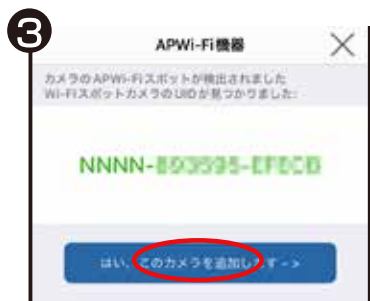 3
APWi-Fi機器
カメラのAPWi-Fiスポットが検出されました
Wi-FiスポットカメラのUIDが見つかりました:
NNNN-
はい、このカメラを追加します->